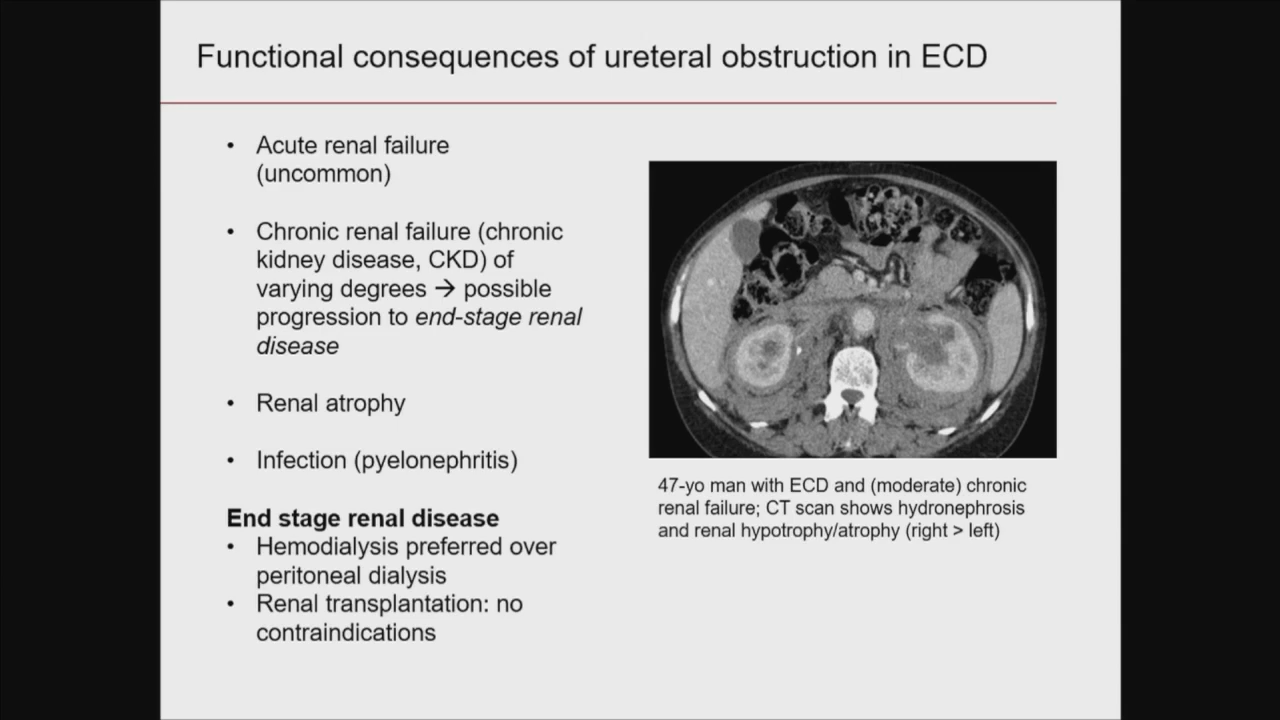 Functional consequences of ureteral obstruction in ECD
• Acute renal failure
(uncommon)
• Chronic renal failure (chronic
kidney disease, CKD) of
varying degrees → possible
progression to end-stage renal
disease
• Renal atrophy
• Infection (pyelonephritis)
End stage renal disease
• Hemodialysis preferred over
peritoneal dialysis
• Renal transplantation: no
contraindications
47-yo man with ECD and (moderate) chronic
renal failure; CT scan shows hydronephrosis
and renal hypotrophy/atrophy (right > left)